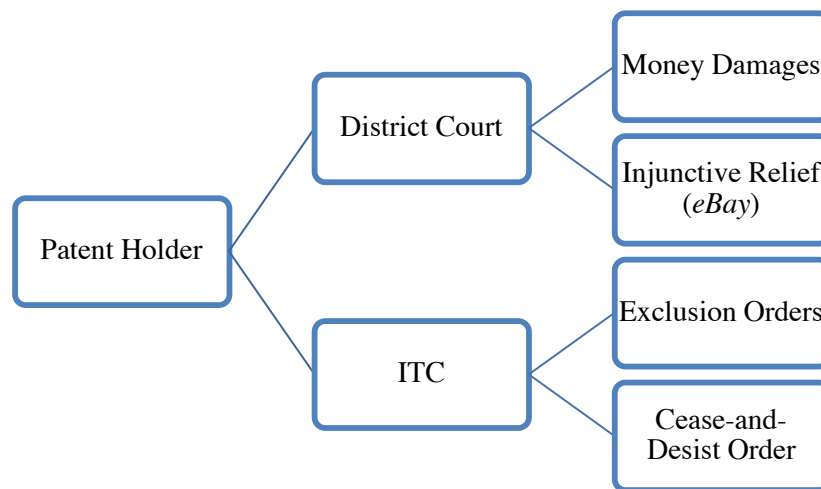 Patent Holder
District Court
Money Damages
Injunctive Relief
(eBay)
ITC
Exclusion Orders
Cease-and-
Desist Order